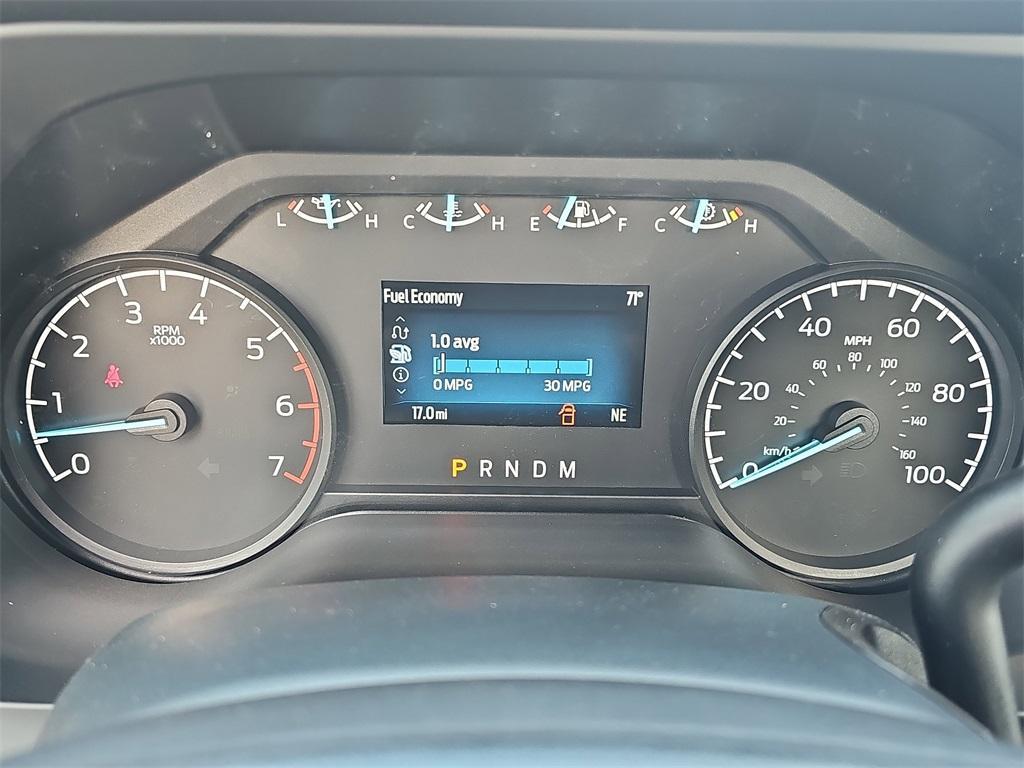 L H C H E F C H
0 1 2 3 4 5 6 7
RPM
x1000
Fuel Economy 71°
1.0 avg
0 MPG 30 MPG
17.0 mi NE
P R N D M
0 20 40 60 80 100
MPH
20 40 60 80 100 120 140 160
km/h